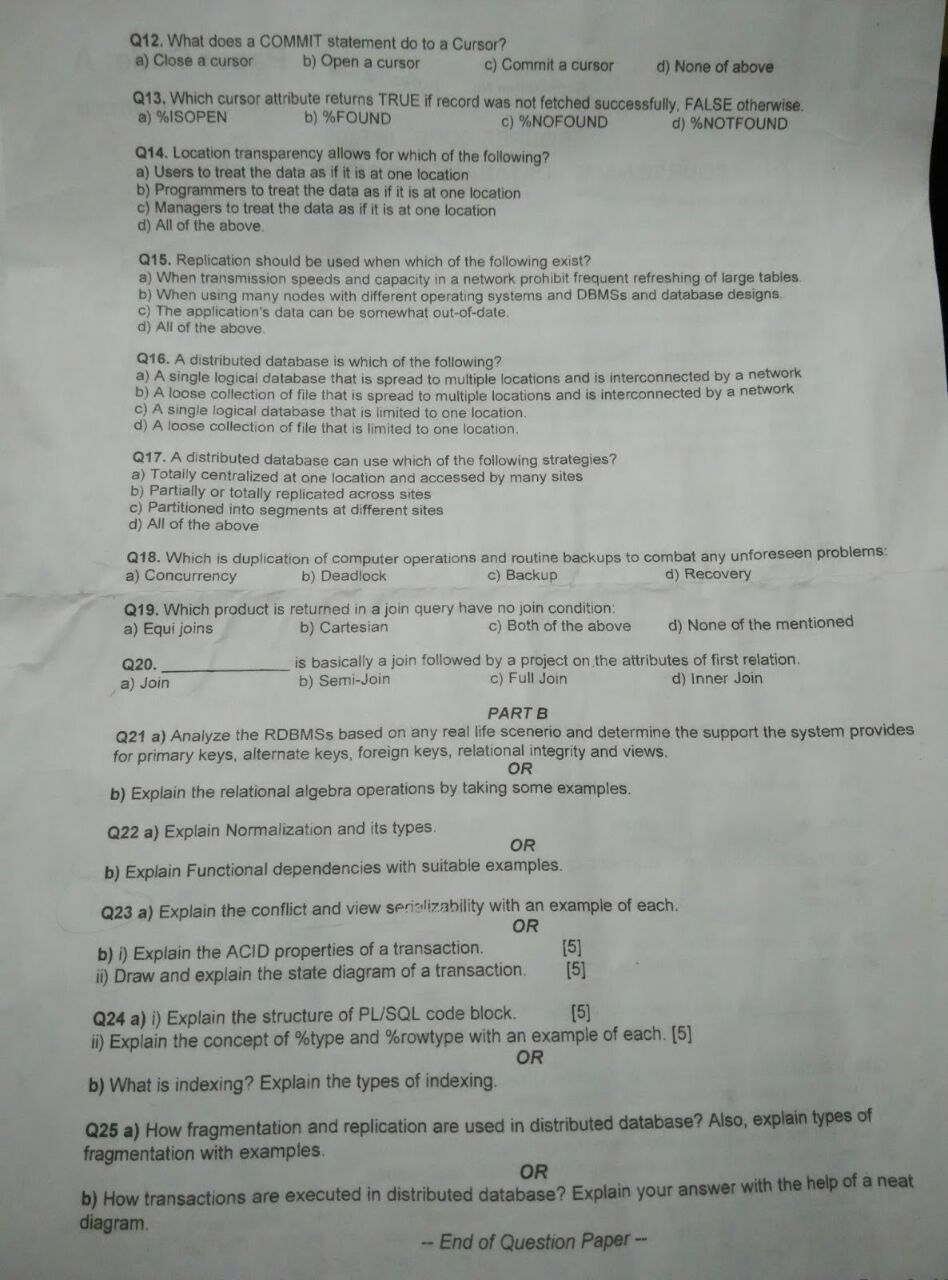 Q12. What does a COMMIT statement do to a Cursor?
a) Close a cursor b) Open a cursor c) Commit a cursor d) None of above
Q13. Which cursor attribute returns TRUE if record was not fetched successfully, FALSE otherwise.
a) %ISOPEN b) %FOUND c) %NOFOUND d) %NOTFOUND
Q14. Location transparency allows for which of the following?
a) Users to treat the data as if it is at one location
b) Programmers to treat the data as if it is at one location
c) Managers to treat the data as if it is at one location
d) All of the above.
Q15. Replication should be used when which of the following exist?
a) When transmission speeds and capacity in a network prohibit frequent refreshing of large tables.
b) When using many nodes with different operating systems and DBMSs and database designs.
c) The application's data can be somewhat out-of-date.
d) All of the above.
Q16. A distributed database is which of the following?
a) A single logical database that is spread to multiple locations and is interconnected by a network
b) A loose collection of file that is spread to multiple locations and is interconnected by a network
c) A single logical database that is limited to one location.
d) A loose collection of file that is limited to one location.
Q17. A distributed database can use which of the following strategies?
a) Totally centralized at one location and accessed by many sites
b) Partially or totally replicated across sites
c) Partitioned into segments at different sites
d) All of the above
Q18. Which is duplication of computer operations and routine backups to combat any unforeseen problems:
a) Concurrency b) Deadlock c) Backup d) Recovery
Q19. Which product is returned in a join query have no join condition:
a) Equi joins b) Cartesian c) Both of the above d) None of the mentioned
Q20. ______________ is basically a join followed by a project on the attributes of first relation.
a) Join b) Semi-Join c) Full Join d) Inner Join
PART B
Q21 a) Analyze the RDBMSs based on any real life scenerio and determine the support the system provides
for primary keys, alternate keys, foreign keys, relational integrity and views.
OR
b) Explain the relational algebra operations by taking some examples.
Q22 a) Explain Normalization and its types.
OR
b) Explain Functional dependencies with suitable examples.
Q23 a) Explain the conflict and view serializability with an example of each.
OR
b) i) Explain the ACID properties of a transaction. [5]
ii) Draw and explain the state diagram of a transaction. [5]
Q24 a) i) Explain the structure of PL/SQL code block. [5]
ii) Explain the concept of %type and %rowtype with an example of each. [5]
OR
b) What is indexing? Explain the types of indexing.
Q25 a) How fragmentation and replication are used in distributed database? Also, explain types of
fragmentation with examples.
OR
b) How transactions are executed in distributed database? Explain your answer with the help of a neat
diagram.
-- End of Question Paper --